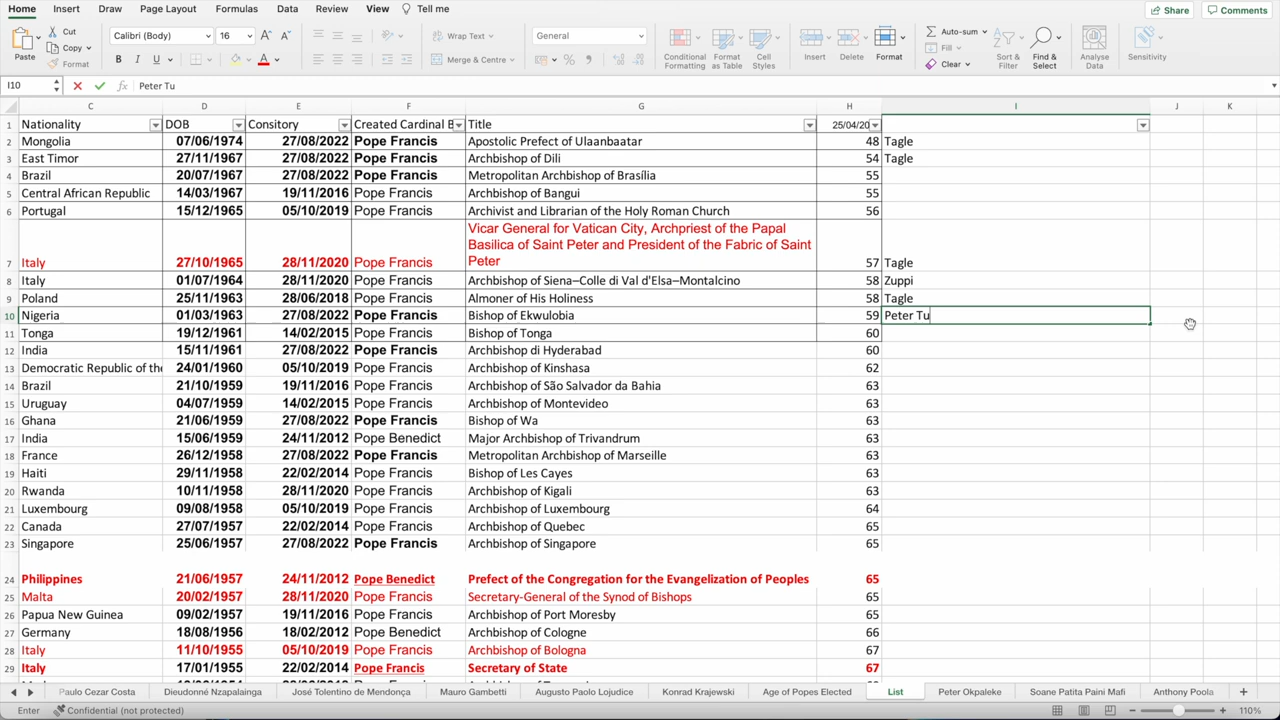 Home Insert Draw Page Layout Formulas Data Review View Tell me Share Comments
Cut Calibri (Body) 16 A A Wrap Text General Auto-sum
Copy Fill
Paste Format B I U A Merge & Centre % Conditional Formatting Format as Table Cell Styles Insert Delete Format Clear Sort & Filter Find & Select Analyse Data Sensitivity
I10 fx Peter Tu
C D E F G H I J K
1 Nationality DOB Consitory Created Cardinal B Title 25/04/20
2 Mongolia 07/06/1974 27/08/2022 Pope Francis Apostolic Prefect of Ulaanbaatar 48 Tagle
3 East Timor 27/11/1967 27/08/2022 Pope Francis Archbishop of Dili 54 Tagle
4 Brazil 20/07/1967 27/08/2022 Pope Francis Metropolitan Archbishop of Brasília 55
5 Central African Republic 14/03/1967 19/11/2016 Pope Francis Archbishop of Bangui 55
6 Portugal 15/12/1965 05/10/2019 Pope Francis Archivist and Librarian of the Holy Roman Church 56
Vicar General for Vatican City, Archpriest of the Papal
Basilica of Saint Peter and President of the Fabric of Saint
7 Italy 27/10/1965 28/11/2020 Pope Francis Peter 57 Tagle
8 Italy 01/07/1964 28/11/2020 Pope Francis Archbishop of Siena–Colle di Val d'Elsa–Montalcino 58 Zuppi
9 Poland 25/11/1963 28/06/2018 Pope Francis Almoner of His Holiness 58 Tagle
10 Nigeria 01/03/1963 27/08/2022 Pope Francis Bishop of Ekwulobia 59 Peter Tu
11 Tonga 19/12/1961 14/02/2015 Pope Francis Bishop of Tonga 60
12 India 15/11/1961 27/08/2022 Pope Francis Archbishop di Hyderabad 60
13 Democratic Republic of the 24/01/1960 05/10/2019 Pope Francis Archbishop of Kinshasa 62
14 Brazil 21/10/1959 19/11/2016 Pope Francis Archbishop of São Salvador da Bahia 63
15 Uruguay 04/07/1959 14/02/2015 Pope Francis Archbishop of Montevideo 63
16 Ghana 21/06/1959 27/08/2022 Pope Francis Bishop of Wa 63
17 India 15/06/1959 24/11/2012 Pope Benedict Major Archbishop of Trivandrum 63
18 France 26/12/1958 27/08/2022 Pope Francis Metropolitan Archbishop of Marseille 63
19 Haiti 29/11/1958 22/02/2014 Pope Francis Bishop of Les Cayes 63
20 Rwanda 10/11/1958 28/11/2020 Pope Francis Archbishop of Kigali 63
21 Luxembourg 09/08/1958 05/10/2019 Pope Francis Archbishop of Luxembourg 64
22 Canada 27/07/1957 22/02/2014 Pope Francis Archbishop of Quebec 65
23 Singapore 25/06/1957 27/08/2022 Pope Francis Archbishop of Singapore 65
24 Philippines 21/06/1957 24/11/2012 Pope Benedict Prefect of the Congregation for the Evangelization of Peoples 65
25 Malta 20/02/1957 28/11/2020 Pope Francis Secretary-General of the Synod of Bishops 65
26 Papua New Guinea 09/02/1957 19/11/2016 Pope Francis Archbishop of Port Moresby 65
27 Germany 18/08/1956 18/02/2012 Pope Benedict Archbishop of Cologne 66
28 Italy 11/10/1955 05/10/2019 Pope Francis Archbishop of Bologna 67
29 Italy 17/01/1955 22/02/2014 Pope Francis Secretary of State 67
Paulo Cezar Costa Dieudonné Nzapalainga José Tolentino de Mendonça Mauro Gambetti Augusto Paolo Lojudice Konrad Krajewski Age of Popes Elected List Peter Okpaleke Soane Patita Paini Mafi Anthony Poola +
Enter Confidential (not protected) 110%